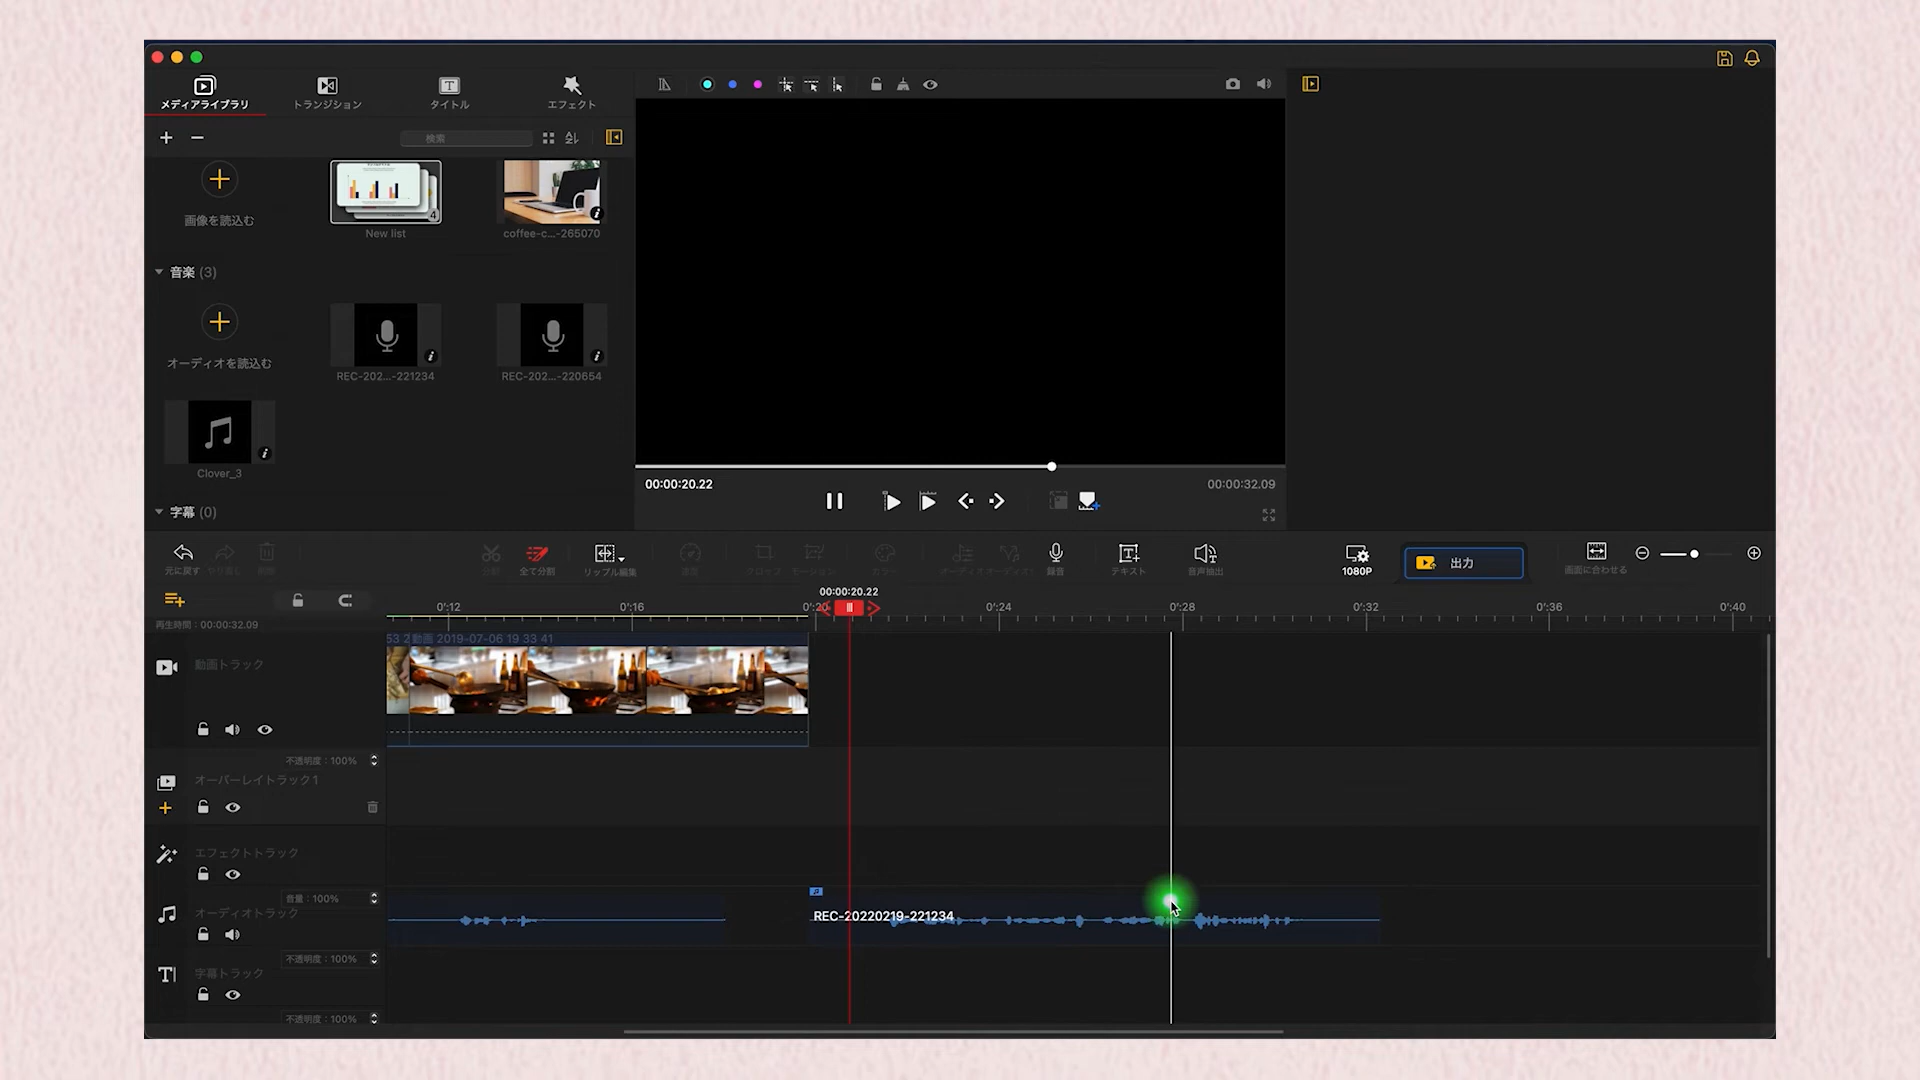 メディアライブラリ
トランジション
タイトル
エフェクト
検索
画像を読込む
New list
4
coffee-c...-265070
音楽 (3)
オーディオを読込む
REC-202...-221234
REC-202...-220654
Clover_3
字幕 (0)
00:00:20.22
00:00:32.09
元に戻す
やり直し
削除
分割
全て分割
リップル編集
速度
クロップ
モーション
カラー
録音
テキスト
音声抽出
1080P
出力
画面に合わせる
00:00:20.22
0:12
0:16
0:20
0:24
0:28
0:32
0:36
0:40
再生時間 : 00:00:32.09
53 2
動画 2019-07-06 19 33 41
動画トラック
不透明度 : 100%
オーバーレイトラック1
エフェクトトラック
音量 : 100%
オーディオトラック
REC-20220219-221234
不透明度 : 100%
字幕トラック
不透明度 : 100%